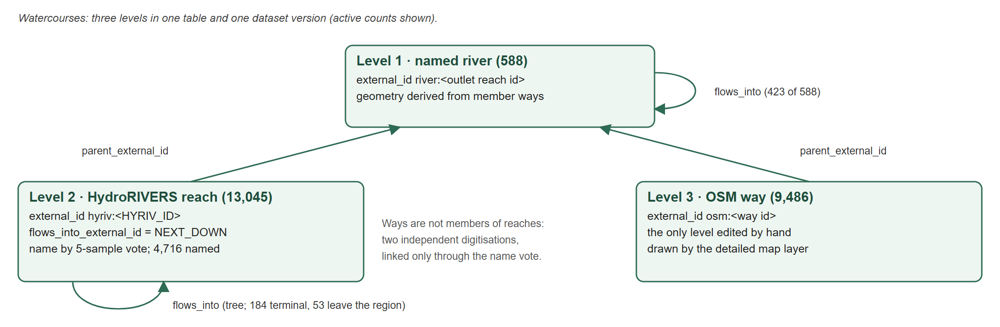 Watercourses: three levels in one table and one dataset version (active counts shown).
Level 1 · named river (588)
external_id river:<outlet reach id>
geometry derived from member ways
flows_into (423 of 588)
parent_external_id
parent_external_id
Level 2 · HydroRIVERS reach (13,045)
external_id hyriv:<HYRIV_ID>
flows_into_external_id = NEXT_DOWN
name by 5-sample vote; 4,716 named
Ways are not members of reaches:
two independent digitisations,
linked only through the name vote.
Level 3 · OSM way (9,486)
external_id osm:<way id>
the only level edited by hand
drawn by the detailed map layer
flows_into (tree; 184 terminal, 53 leave the region)